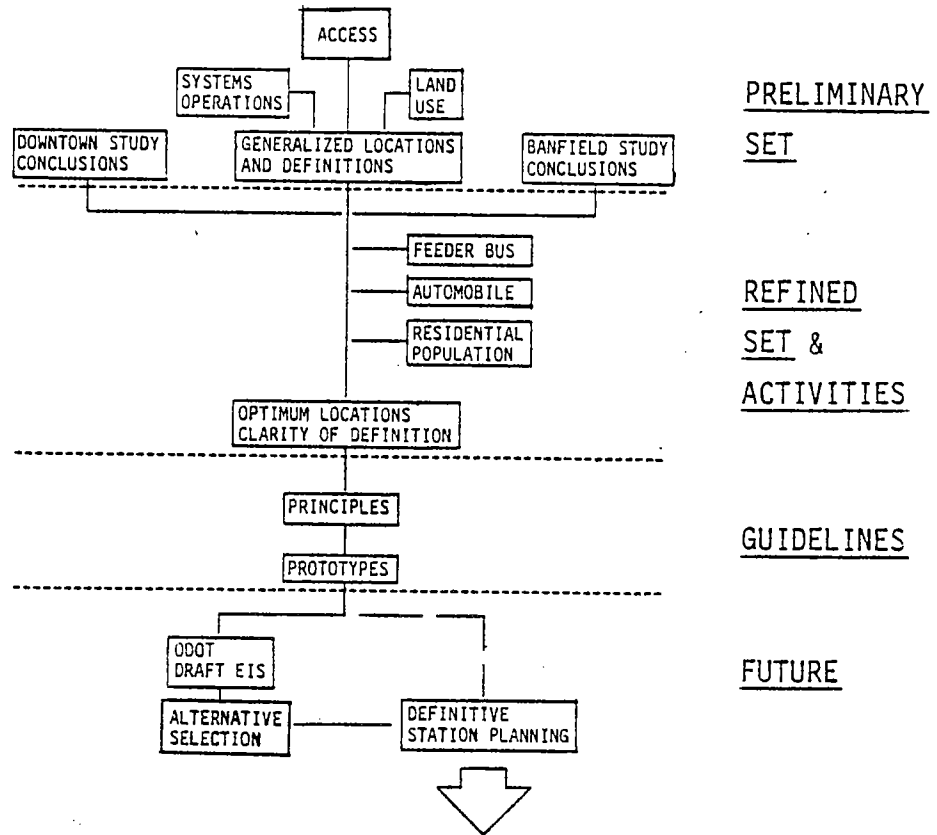 ACCESS
SYSTEMS
OPERATIONS
LAND
USE
PRELIMINARY
SET
DOWNTOWN STUDY
CONCLUSIONS
GENERALIZED LOCATIONS
AND DEFINITIONS
BANFIELD STUDY
CONCLUSIONS
FEEDER BUS
AUTOMOBILE
RESIDENTIAL
POPULATION
REFINED
SET &
ACTIVITIES
OPTIMUM LOCATIONS
CLARITY OF DEFINITION
PRINCIPLES
PROTOTYPES
GUIDELINES
ODOT
DRAFT EIS
ALTERNATIVE
SELECTION
DEFINITIVE
STATION PLANNING
FUTURE